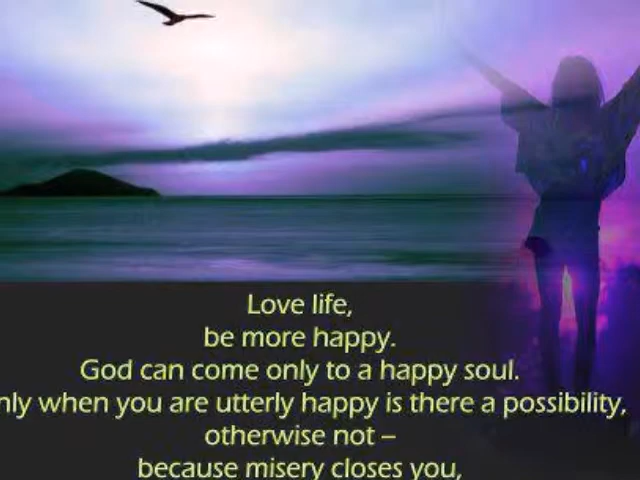 Love life,
be more happy.
God can come only to a happy soul.
when you are utterly happy is there a possibility,
otherwise not –
because misery closes you,